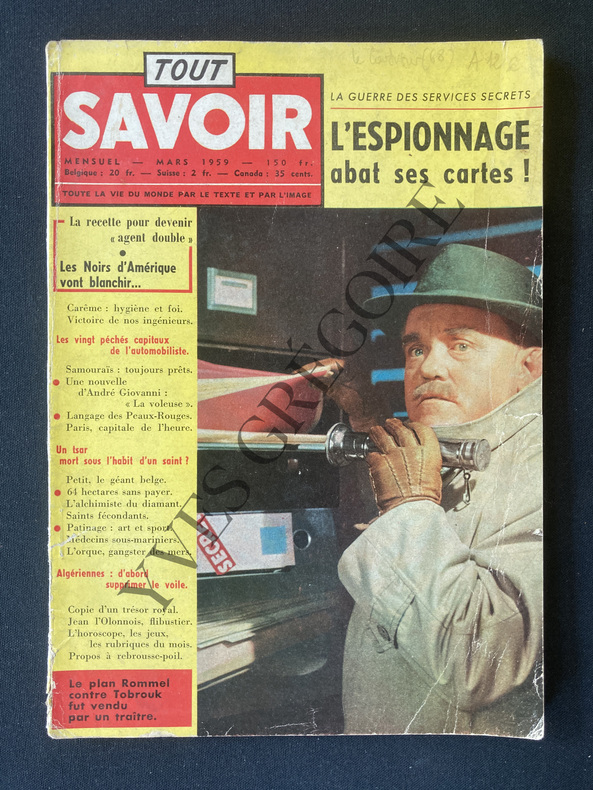 TOUT
SAVOIR
MENSUEL — MARS 1959 — 150 fr.
Belgique : 20 fr. — Suisse : 2 fr. — Canada : 35 cents.
TOUTE LA VIE DU MONDE PAR LE TEXTE ET PAR L'IMAGE
A 12 €
LA GUERRE DES SERVICES SECRETS
L'ESPIONNAGE
abat ses cartes !
La recette pour devenir
« agent double »
Les Noirs d'Amérique
vont blanchir...
Carême : hygiène et foi.
Victoire de nos ingénieurs.
Les vingt péchés capitaux
de l'automobiliste.
Samouraïs : toujours prêts.
Une nouvelle
d'André Giovanni :
« La voleuse ».
Langage des Peaux-Rouges.
Paris, capitale de l'heure.
Un tsar
mort sous l'habit d'un saint ?
Petit, le géant belge.
64 hectares sans payer.
L'alchimiste du diamant.
Saints fécondants.
Patinage : art et sport.
Médecins sous-mariniers.
L'orque, gangster des mers.
Algériennes : d'abord
supprimer le voile.
Copie d'un trésor royal.
Jean l'Olonnois, flibustier.
L'horoscope, les jeux,
les rubriques du mois.
Propos à rebrousse-poil.
Le plan Rommel
contre Tobrouk
fut vendu
par un traître.
SECR
YVES GRÉGOIRE